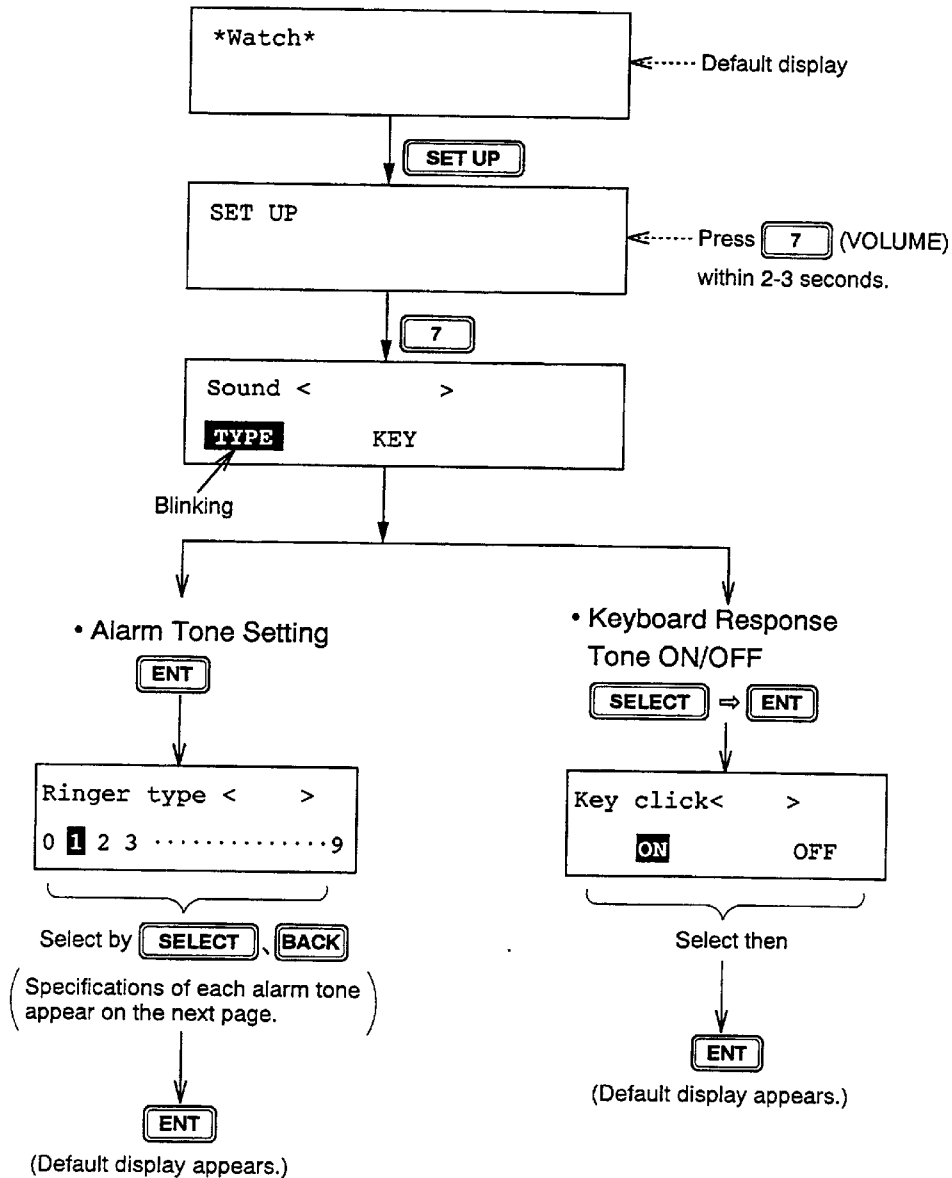 *Watch*
Default display
SET UP
SET UP
Press 7 (VOLUME)
within 2-3 seconds.
7
Sound < >
TYPE KEY
Blinking
• Alarm Tone Setting
ENT
Ringer type < >
0 1 2 3 ··············9
Select by SELECT、BACK
(Specifications of each alarm tone
appear on the next page.)
ENT
(Default display appears.)
• Keyboard Response
Tone ON/OFF
SELECT ⇒ ENT
Key click< >
ON OFF
Select then
ENT
(Default display appears.)